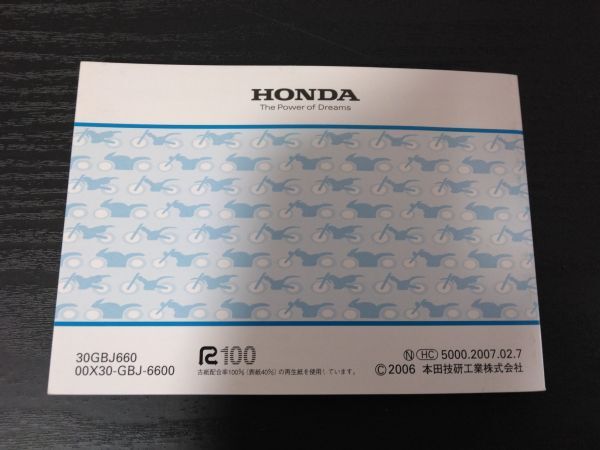 HONDA
The Power of Dreams
30GBJ660
00X30-GBJ-6600
R100
古紙配合率100%(表紙40%)の再生紙を使用しています。
N HC 5000.2007.02.7
©2006 本田技研工業株式会社